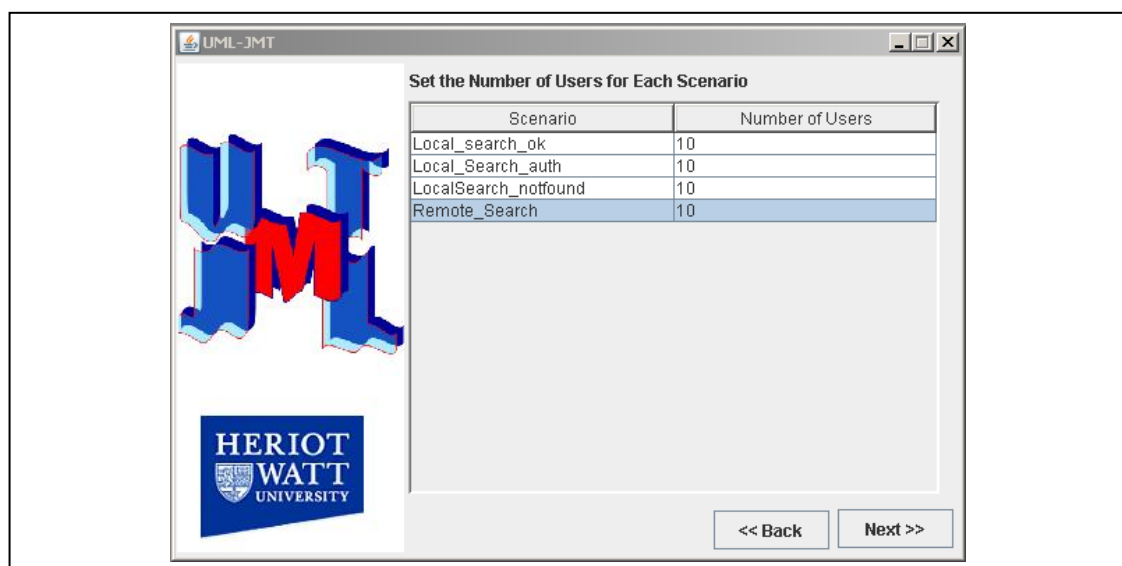 UML-JMT
Set the Number of Users for Each Scenario
Scenario Number of Users
Local_search_ok 10
Local_Search_auth 10
LocalSearch_notfound 10
Remote_Search 10
U T
M
J L
HERIOT
WATT
UNIVERSITY
<< Back Next >>